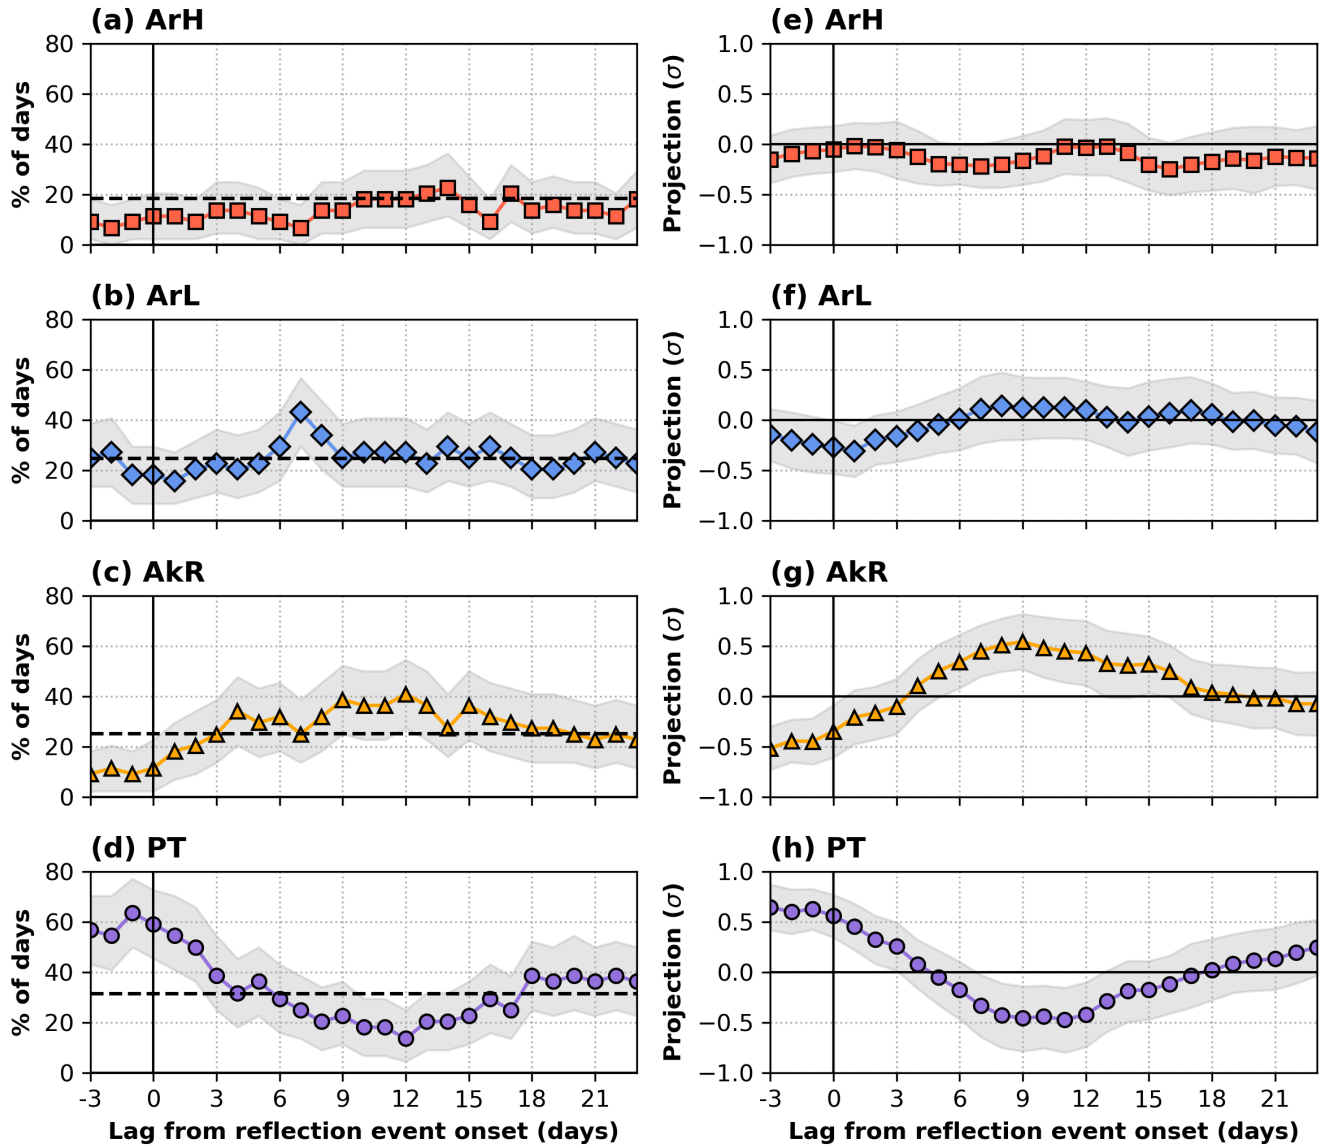 (a) ArH
% of days
80
60
40
20
0
(e) ArH
Projection (σ)
1.0
0.5
0.0
−0.5
−1.0
(b) ArL
% of days
80
60
40
20
0
(f) ArL
Projection (σ)
1.0
0.5
0.0
−0.5
−1.0
(c) AkR
% of days
80
60
40
20
0
(g) AkR
Projection (σ)
1.0
0.5
0.0
−0.5
−1.0
(d) PT
% of days
80
60
40
20
0
-3 0 3 6 9 12 15 18 21
Lag from reflection event onset (days)
(h) PT
Projection (σ)
1.0
0.5
0.0
−0.5
−1.0
-3 0 3 6 9 12 15 18 21
Lag from reflection event onset (days)